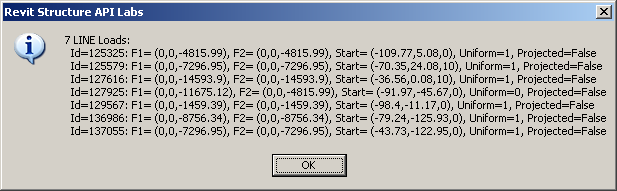 Revit Structure API Labs
7 LINE Loads:
Id=125325: F1= (0,0,-4815.99), F2= (0,0,-4815.99), Start= (-109.77,5.08,0), Uniform=1, Projected=False
Id=125579: F1= (0,0,-7296.95), F2= (0,0,-7296.95), Start= (-70.35,24.08,10), Uniform=1, Projected=False
Id=127616: F1= (0,0,-14593.9), F2= (0,0,-14593.9), Start= (-36.56,0.08,10), Uniform=1, Projected=False
Id=127925: F1= (0,0,-11675.12), F2= (0,0,-4815.99), Start= (-91.97,-45.67,0), Uniform=0, Projected=False
Id=129567: F1= (0,0,-1459.39), F2= (0,0,-1459.39), Start= (-98.4,-11.17,0), Uniform=1, Projected=False
Id=136986: F1= (0,0,-8756.34), F2= (0,0,-8756.34), Start= (-79.24,-125.93,0), Uniform=1, Projected=False
Id=137055: F1= (0,0,-7296.95), F2= (0,0,-7296.95), Start= (-43.73,-122.95,0), Uniform=1, Projected=False
OK